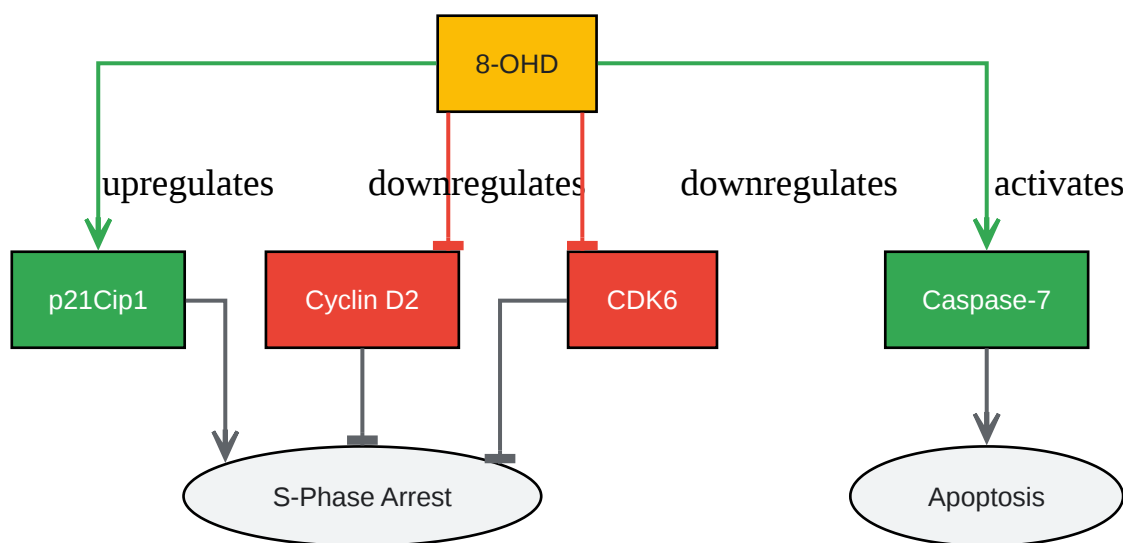 8-OHD
upregulates
downregulates
downregulates
activates
p21Cip1
Cyclin D2
CDK6
Caspase-7
S-Phase Arrest
Apoptosis